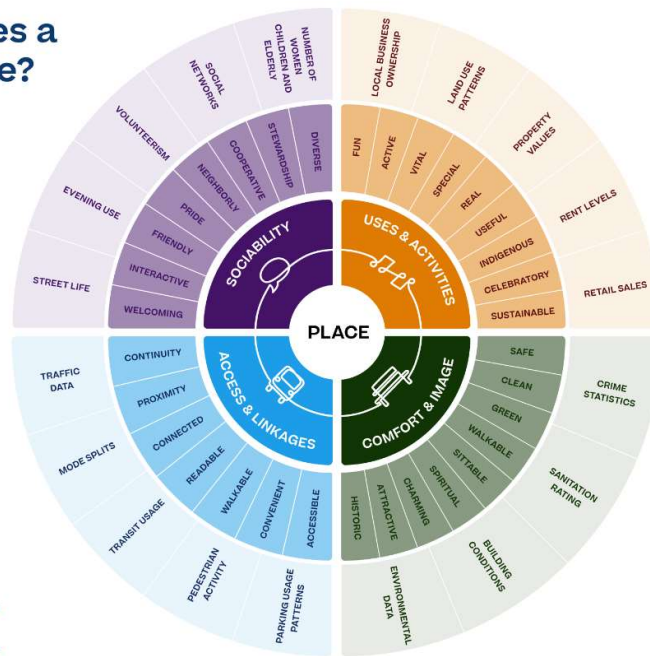 es a
e?
NUMBER OF
WOMEN
CHILDREN AND
ELDERLY
SOCIAL
NETWORKS
VOLUNTEERISM
EVENING USE
STREET LIFE
DIVERSE
STEWARDSHIP
COOPERATIVE
NEIGHBORLY
PRIDE
FRIENDLY
INTERACTIVE
WELCOMING
SOCIABILITY
LOCAL BUSINESS
OWNERSHIP
LAND USE
PATTERNS
PROPERTY
VALUES
RENT LEVELS
RETAIL SALES
FUN
ACTIVE
VITAL
SPECIAL
REAL
USEFUL
INDIGENOUS
CELEBRATORY
SUSTAINABLE
USES & ACTIVITIES
PLACE
TRAFFIC
DATA
MODE SPLITS
TRANSIT USAGE
PEDESTRIAN
ACTIVITY
PARKING USAGE
PATTERNS
CONTINUITY
PROXIMITY
CONNECTED
READABLE
WALKABLE
CONVENIENT
ACCESSIBLE
ACCESS & LINKAGES
COMFORT & IMAGE
SAFE
CLEAN
GREEN
WALKABLE
SITTABLE
SPIRITUAL
CHARMING
ATTRACTIVE
HISTORIC
CRIME
STATISTICS
SANITATION
RATING
BUILDING
CONDITIONS
ENVIRONMENTAL
DATA